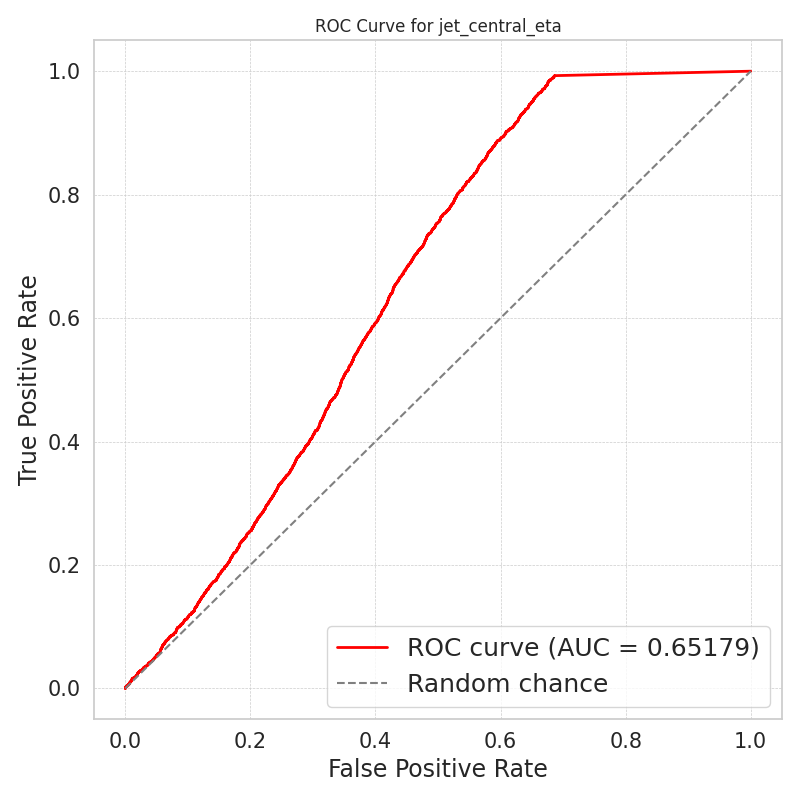 ROC Curve for jet_central_eta
True Positive Rate
1.0
0.8
0.6
0.4
0.2
0.0
ROC curve (AUC = 0.65179)
Random chance
0.0 0.2 0.4 0.6 0.8 1.0
False Positive Rate